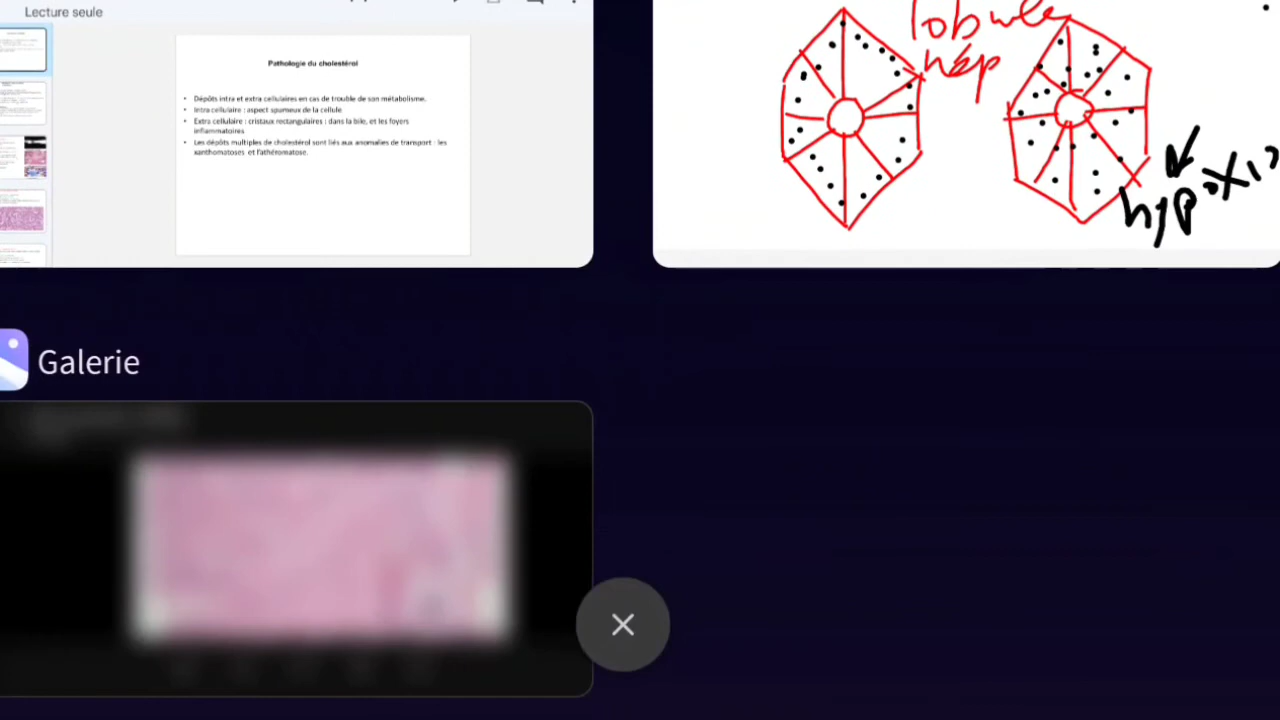 Lecture seule
Pathologie du cholestérol
• Dépôts intra et extra cellulaires en cas de trouble de son métabolisme.
• Intra cellulaire : aspect spumeux de la cellule
• Extra cellulaire : cristaux rectangulaires : dans la bile, et les foyers
inflammatoires
• Les dépôts multiples de cholestérol sont liés aux anomalies de transport : les
xanthomatoses et l'athéromatose.
lobule
hép
Galerie